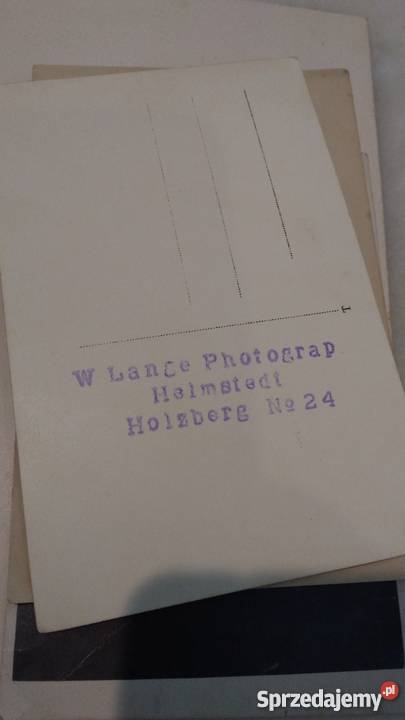 T
W Lange Photograp
Helmstedt
Holzberg № 24
Sprzedajemy.pl